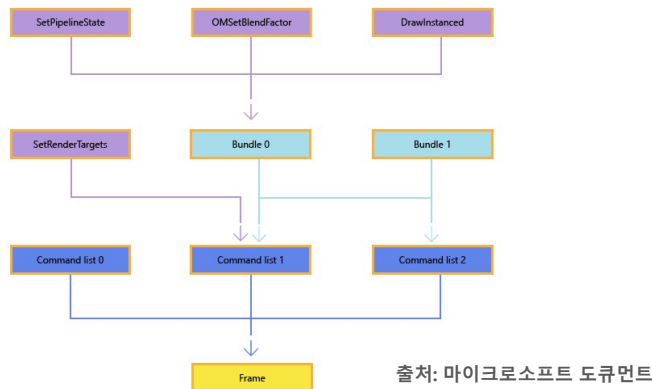 SetPipelineState
OMSetBlendFactor
DrawInstanced
SetRenderTargets
Bundle 0
Bundle 1
Command list 0
Command list 1
Command list 2
Frame
출처: 마이크로소프트 도큐먼트